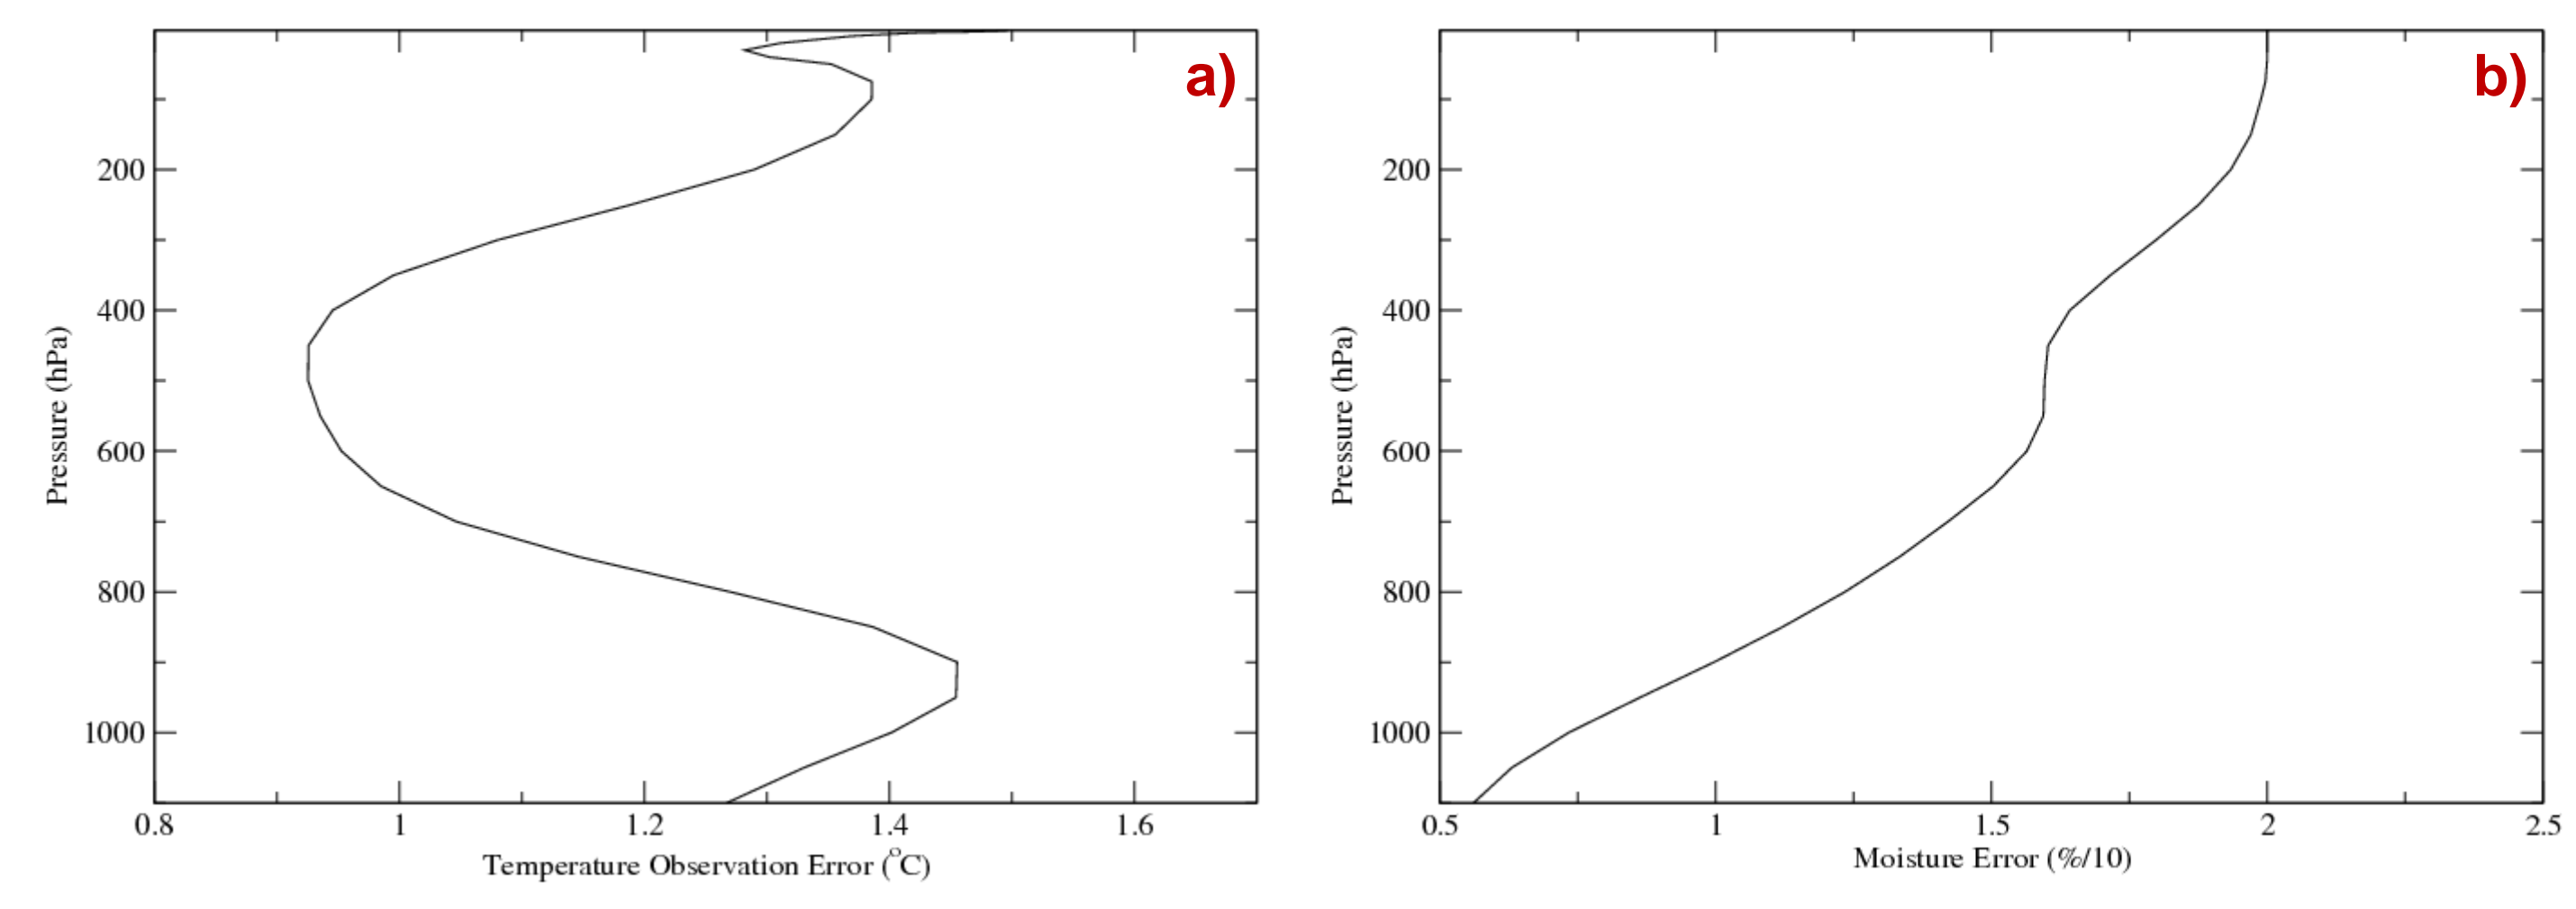 a)
200
400
600
800
1000
Pressure (hPa)
0.8 1 1.2 1.4 1.6
Temperature Observation Error (°C)
b)
200
400
600
800
1000
Pressure (hPa)
0.5 1 1.5 2 2.5
Moisture Error (%/10)